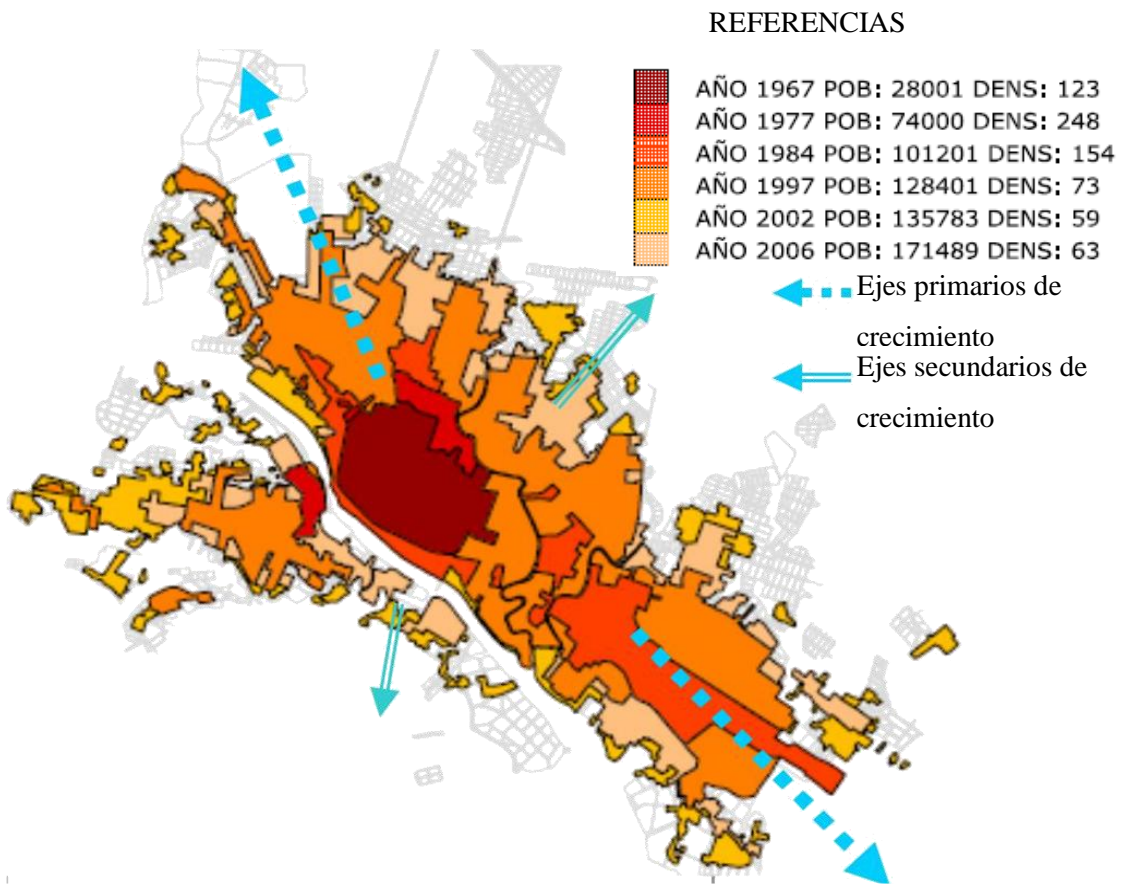 REFERENCIAS
AÑO 1967 POB: 28001 DENS: 123
AÑO 1977 POB: 74000 DENS: 248
AÑO 1984 POB: 101201 DENS: 154
AÑO 1997 POB: 128401 DENS: 73
AÑO 2002 POB: 135783 DENS: 59
AÑO 2006 POB: 171489 DENS: 63
Ejes primarios de
crecimiento
Ejes secundarios de
crecimiento